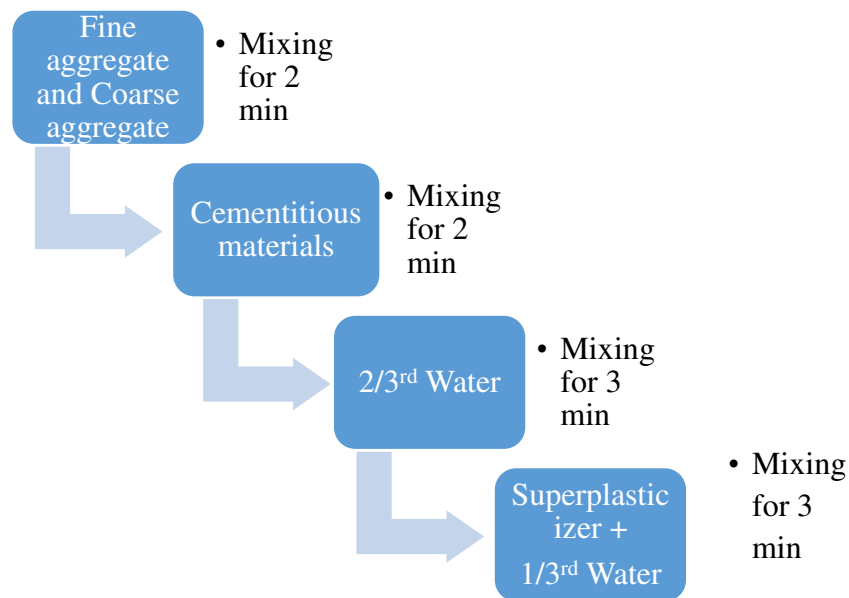 Fine
aggregate
and Coarse
aggregate
• Mixing
for 2
min
Cementitious
materials
• Mixing
for 2
min
2/3rd Water
• Mixing
for 3
min
Superplastic
izer +
1/3rd Water
• Mixing
for 3
min